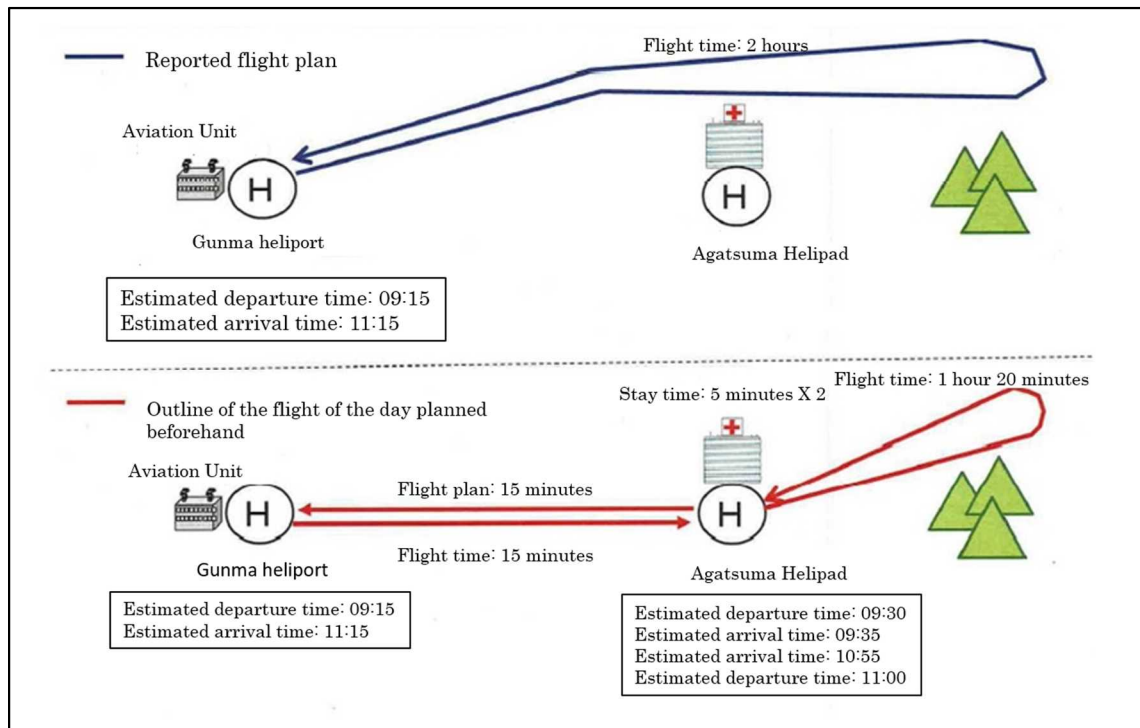 Flight time: 2 hours
Reported flight plan
Aviation Unit
H
H
Gunma heliport
Agatsuma Helipad
Estimated departure time: 09:15
Estimated arrival time: 11:15
Flight time: 1 hour 20 minutes
Stay time: 5 minutes X 2
Outline of the flight of the day planned
beforehand
Aviation Unit
Flight plan: 15 minutes
H
H
Flight time: 15 minutes
Gunma heliport
Agatsuma Helipad
Estimated departure time: 09:15
Estimated arrival time: 11:15
Estimated departure time: 09:30
Estimated arrival time: 09:35
Estimated arrival time: 10:55
Estimated departure time: 11:00